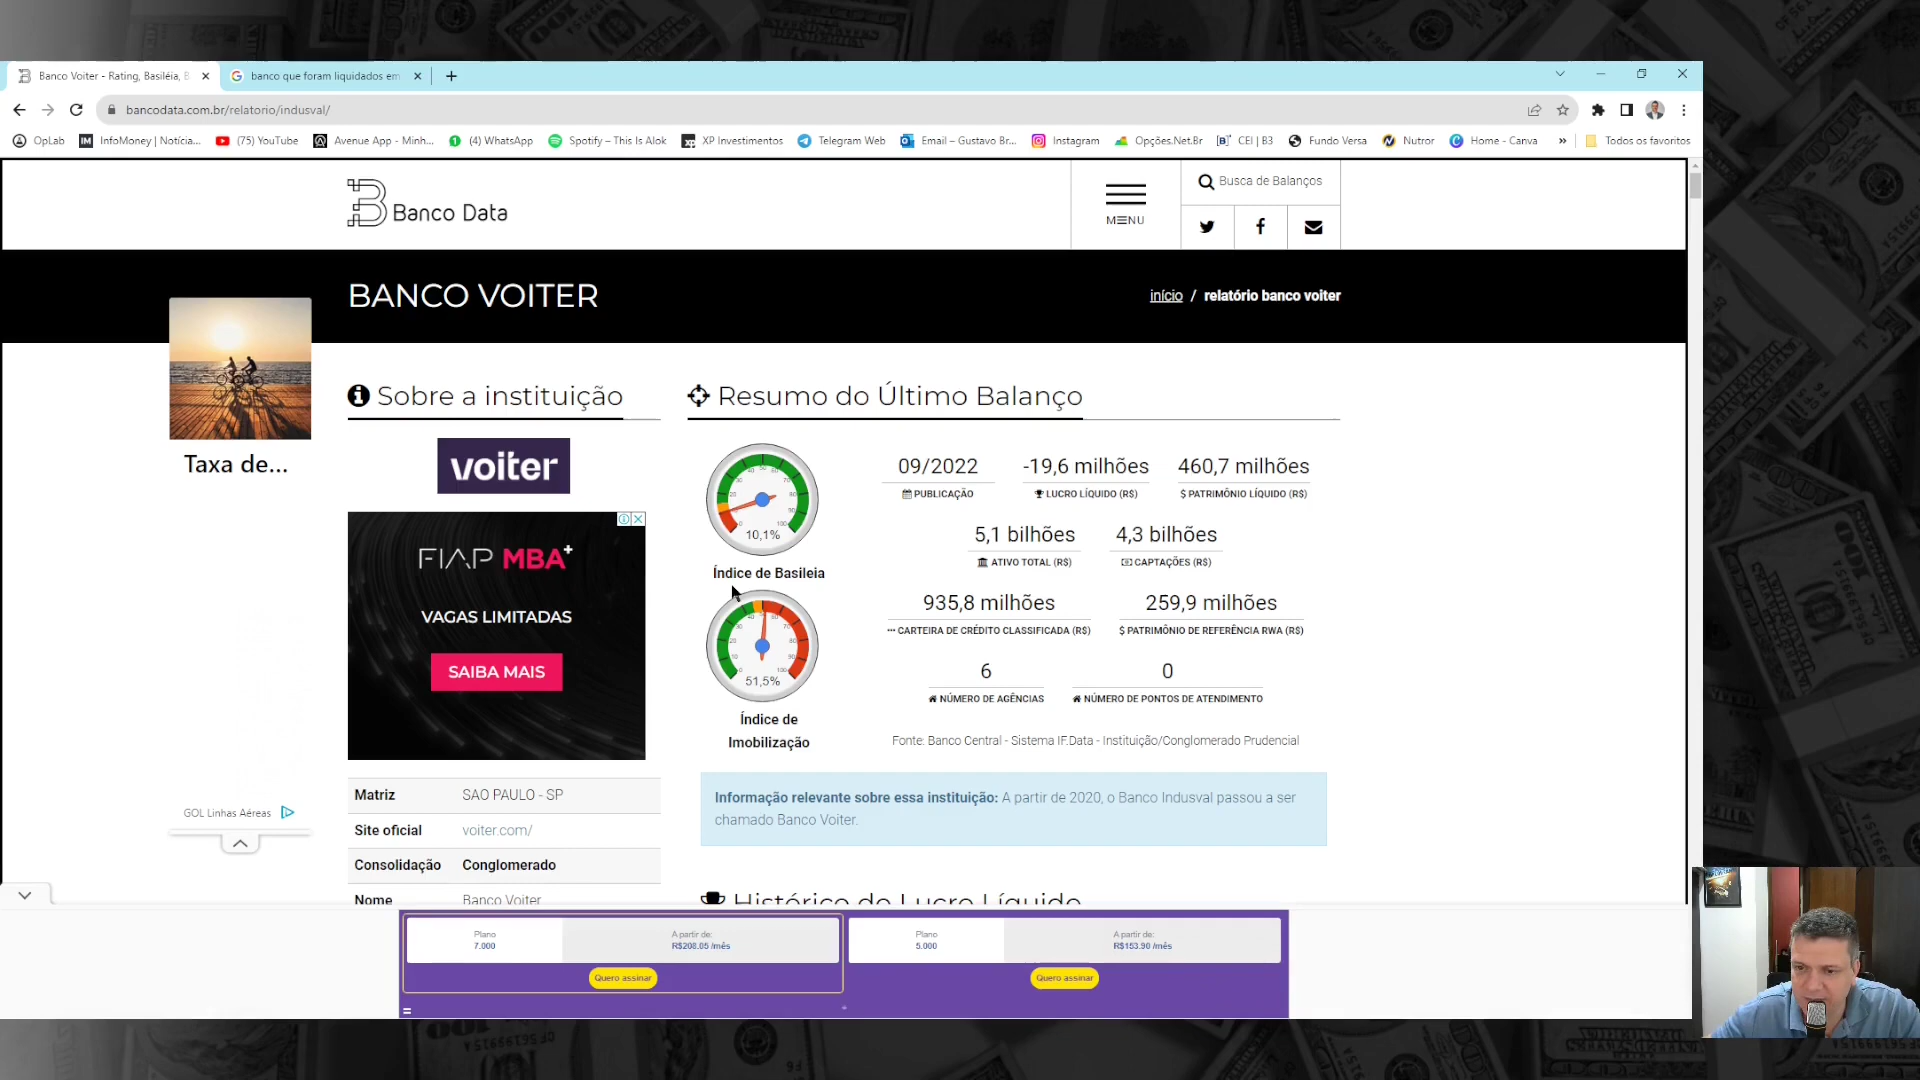 Banco Voiter - Rating, Basiléia, B
banco que foram liquidados em
bancodata.com.br/relatorio/indusval/
OpLab
InfoMoney | Notícia...
(75) YouTube
Avenue App - Minh...
(4) WhatsApp
Spotify – This Is Alok
XP Investimentos
Telegram Web
Email – Gustavo Br...
Instagram
Opções.Net.Br
CEI | B3
Fundo Versa
Nutror
Home - Canva
»
Todos os favoritos
Banco Data
MENU
Busca de Balanços
BANCO VOITER
início / relatório banco voiter
Taxa de...
GOL Linhas Aéreas
Sobre a instituição
voiter
FIAP MBA+
VAGAS LIMITADAS
SAIBA MAIS
Matriz SAO PAULO - SP
Site oficial voiter.com/
Consolidação Conglomerado
Nome Banco Voiter
Resumo do Último Balanço
10,1%
Índice de Basileia
51,5%
Índice de
Imobilização
09/2022
PUBLICAÇÃO
-19,6 milhões
LUCRO LÍQUIDO (R$)
460,7 milhões
PATRIMÔNIO LÍQUIDO (R$)
5,1 bilhões
ATIVO TOTAL (R$)
4,3 bilhões
CAPTAÇÕES (R$)
935,8 milhões
CARTEIRA DE CRÉDITO CLASSIFICADA (R$)
259,9 milhões
PATRIMÔNIO DE REFERÊNCIA RWA (R$)
6
NÚMERO DE AGÊNCIAS
0
NÚMERO DE PONTOS DE ATENDIMENTO
Fonte: Banco Central - Sistema IF.Data - Instituição/Conglomerado Prudencial
Informação relevante sobre essa instituição: A partir de 2020, o Banco Indusval passou a ser
chamado Banco Voiter.
Histórico do Lucro Líquido
Plano
7.000
A partir de:
R$208.05 /mês
Quero assinar
Plano
5.000
A partir de:
R$153.90 /mês
Quero assinar